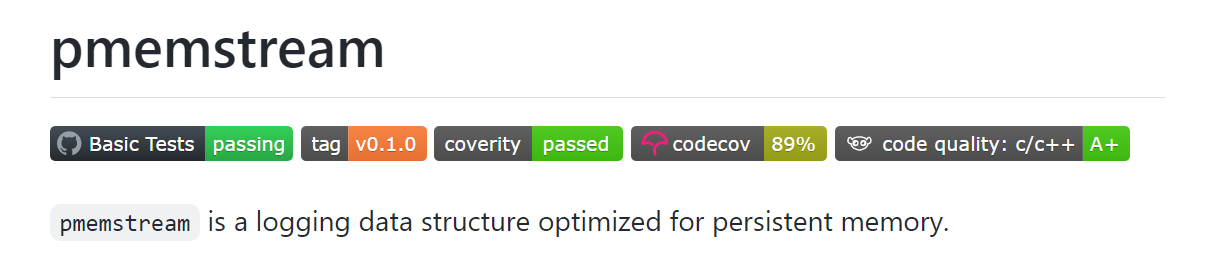 pmemstream
Basic Tests passing tag v0.1.0 coverity passed codecov 89% code quality: c/c++ A+
pmemstream is a logging data structure optimized for persistent memory.